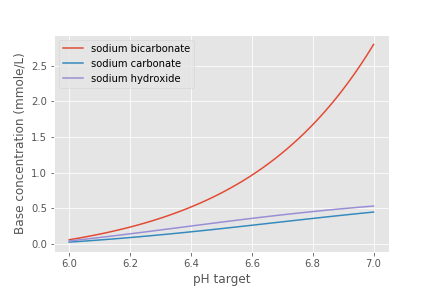 sodium bicarbonate
sodium carbonate
sodium hydroxide
Base concentration (mmole/L)
2.5
2.0
1.5
1.0
0.5
0.0
6.0 6.2 6.4 6.6 6.8 7.0
pH target